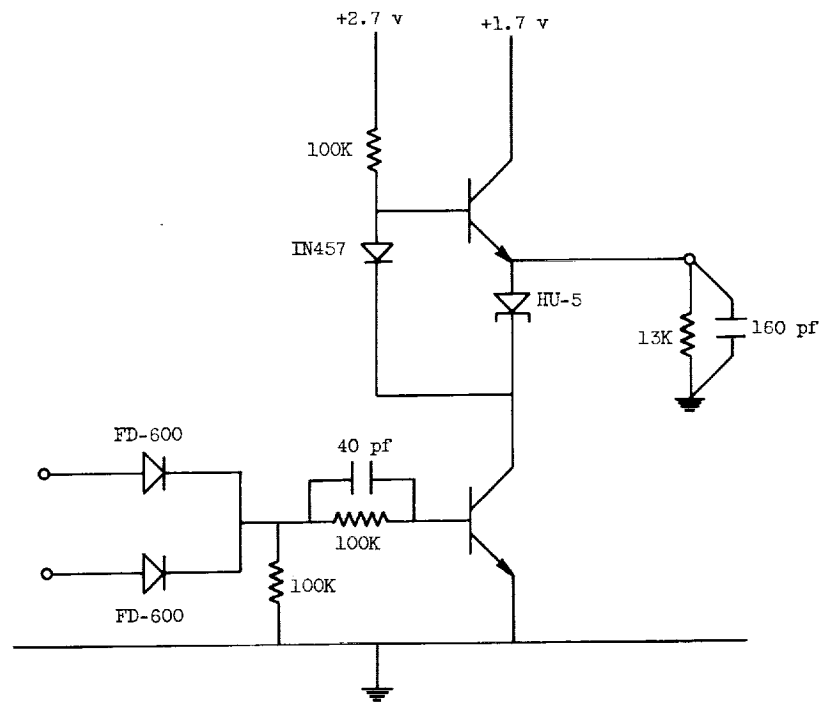 +2.7 v
+1.7 v
100K
IN457
HU-5
13K
160 pf
FD-600
40 pf
100K
100K
FD-600